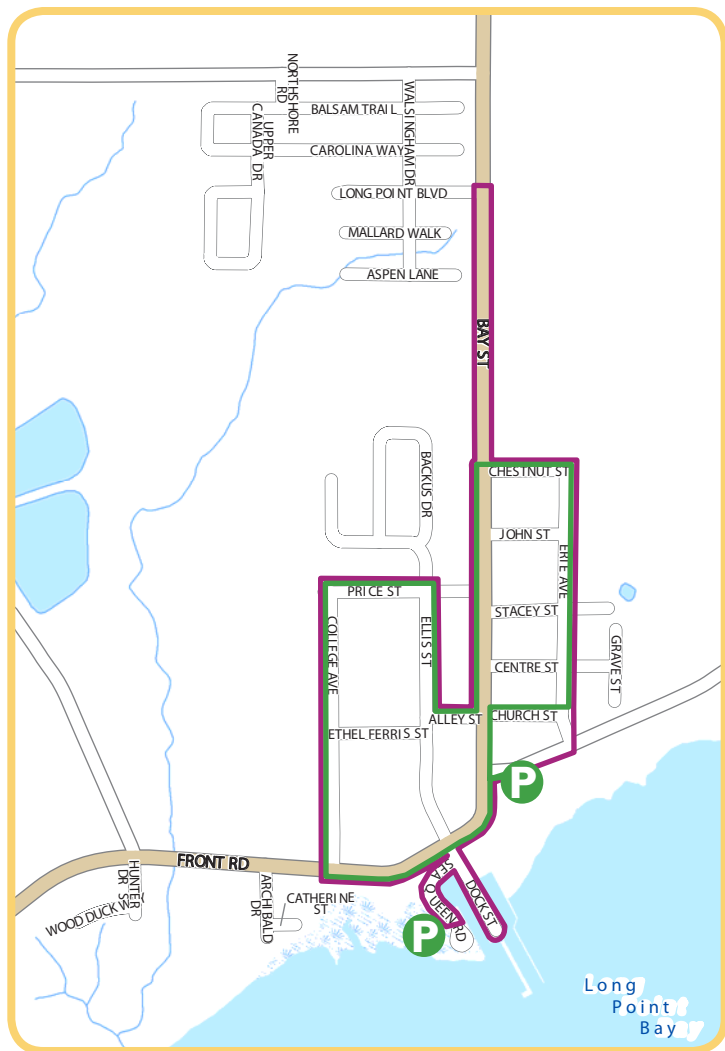 NORTHSHORE
RD
WALSINGHAM DR
BALSAM TRAIL
UPPER
CANADA DR
CAROLINA WAY
LONG POINT BLVD
MALLARD WALK
ASPEN LANE
BAY ST
BACKUS DR
CHESTNUT ST
JOHN ST
ERIE AVE
PRICE ST
STACEY ST
COLLEGE AVE
ELLIS ST
GRAVE ST
CENTRE ST
ALLEY ST
CHURCH ST
ETHEL FERRIS ST
P
FRONT RD
HUNTER
DR
ARCHIBALD
DR
CATHERINE
ST
WOOD DUCK
QUEEN RD
DOCK ST
P
Long
Point
Bay